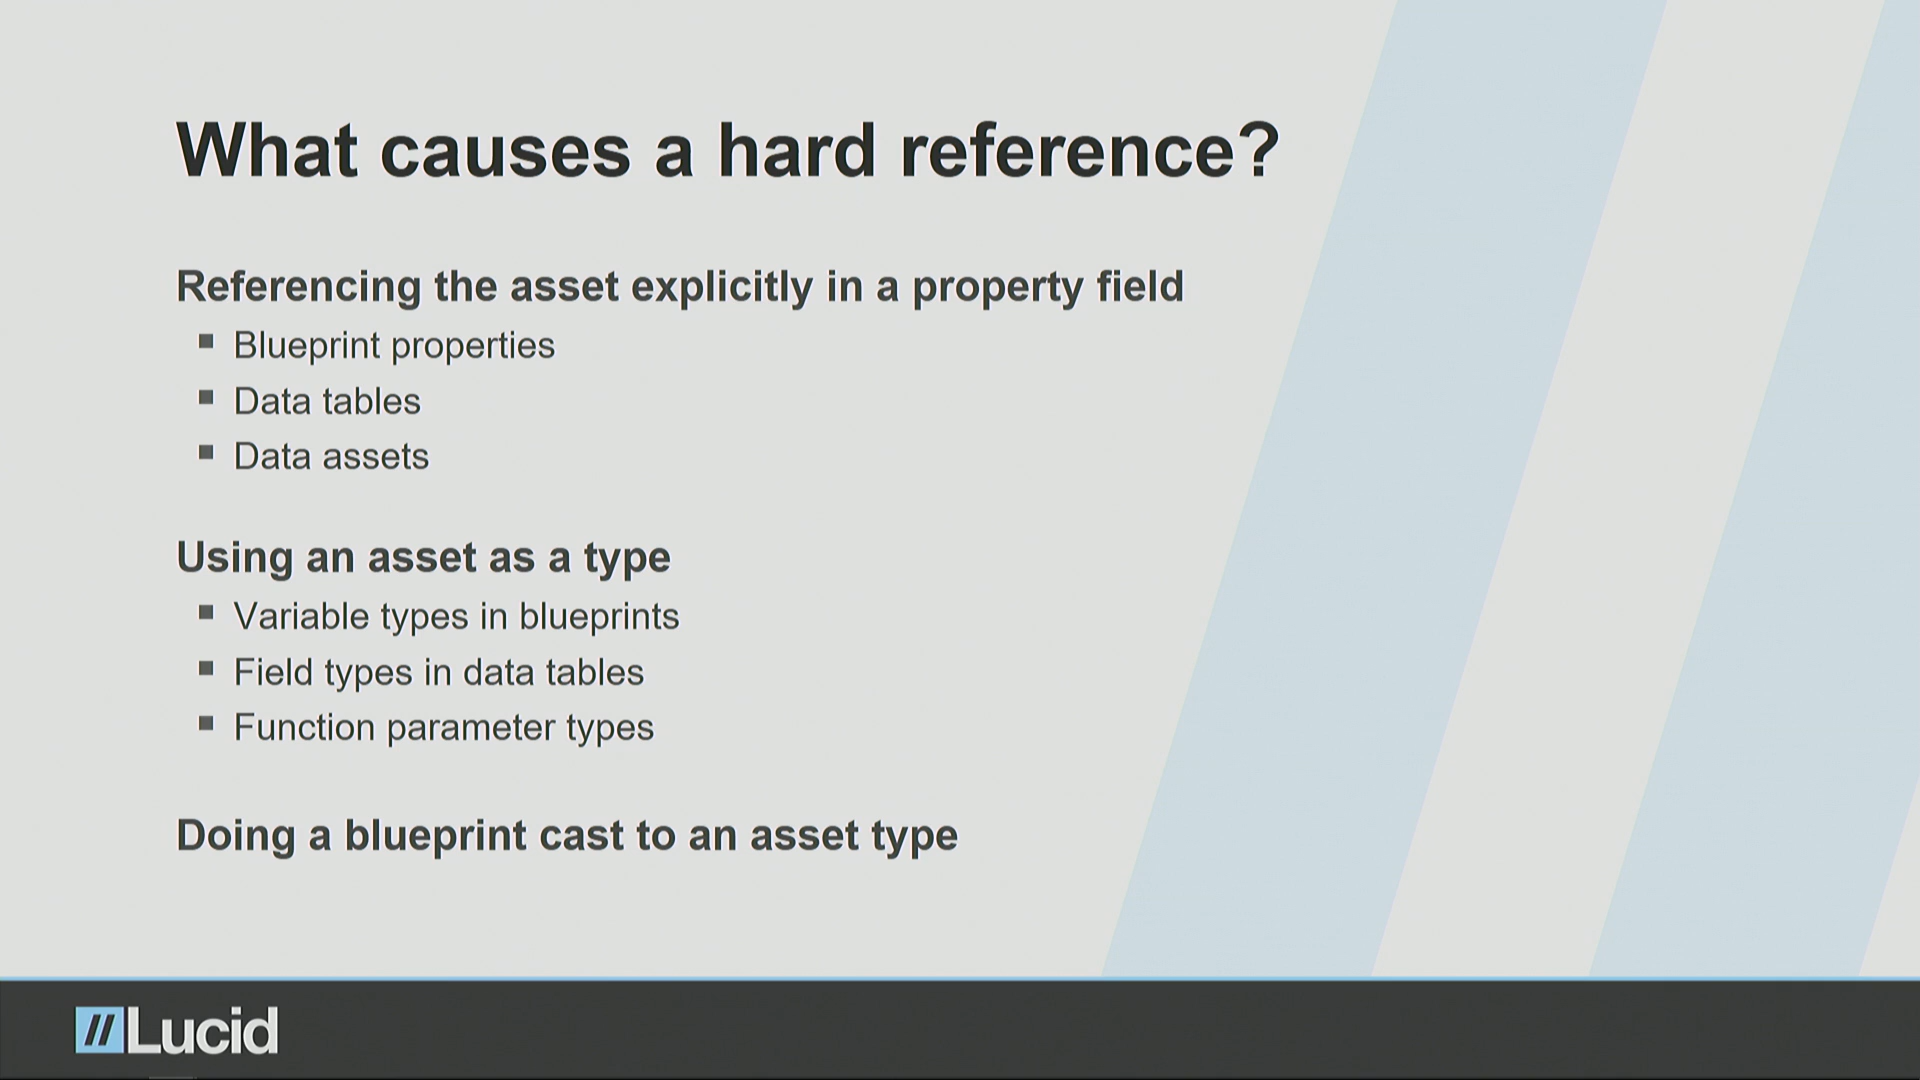 What causes a hard reference?
Referencing the asset explicitly in a property field
▪ Blueprint properties
▪ Data tables
▪ Data assets
Using an asset as a type
▪ Variable types in blueprints
▪ Field types in data tables
▪ Function parameter types
Doing a blueprint cast to an asset type
//Lucid